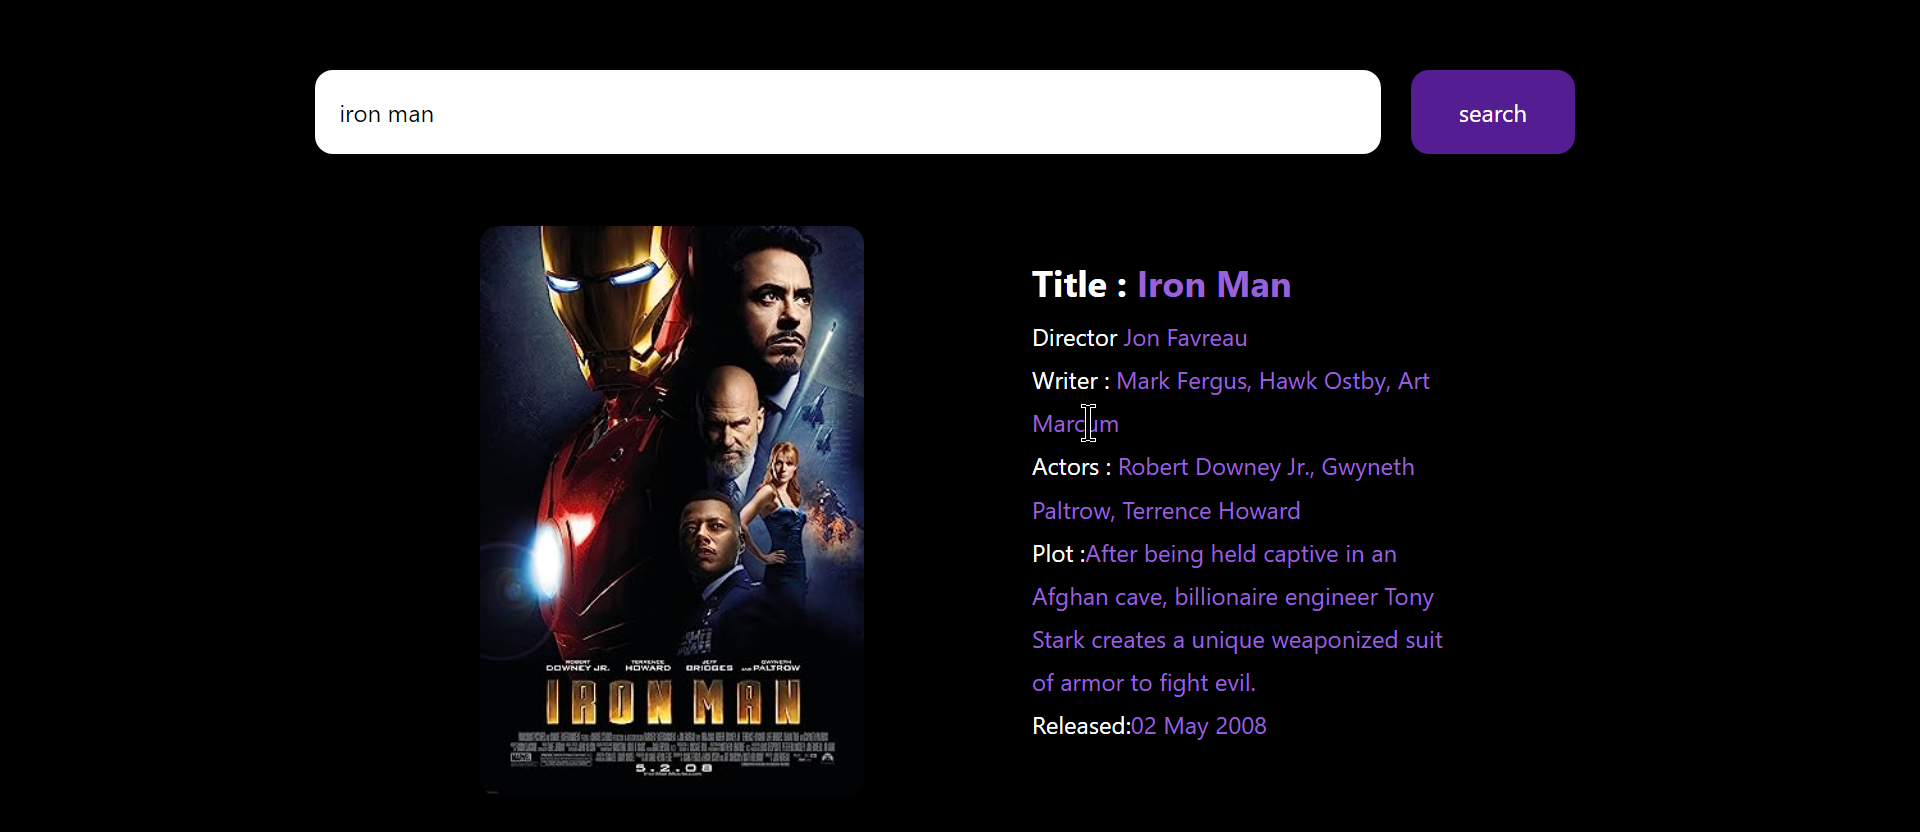 iron man
search
Title : Iron Man
Director Jon Favreau
Writer : Mark Fergus, Hawk Ostby, Art
Marcum
Actors : Robert Downey Jr., Gwyneth
Paltrow, Terrence Howard
Plot :After being held captive in an
Afghan cave, billionaire engineer Tony
Stark creates a unique weaponized suit
of armor to fight evil.
Released:02 May 2008
ROBERT DOWNEY JR. TERRENCE HOWARD JEFF BRIDGES AND GWYNETH PALTROW
IRON MAN
MARVEL
5.2.08